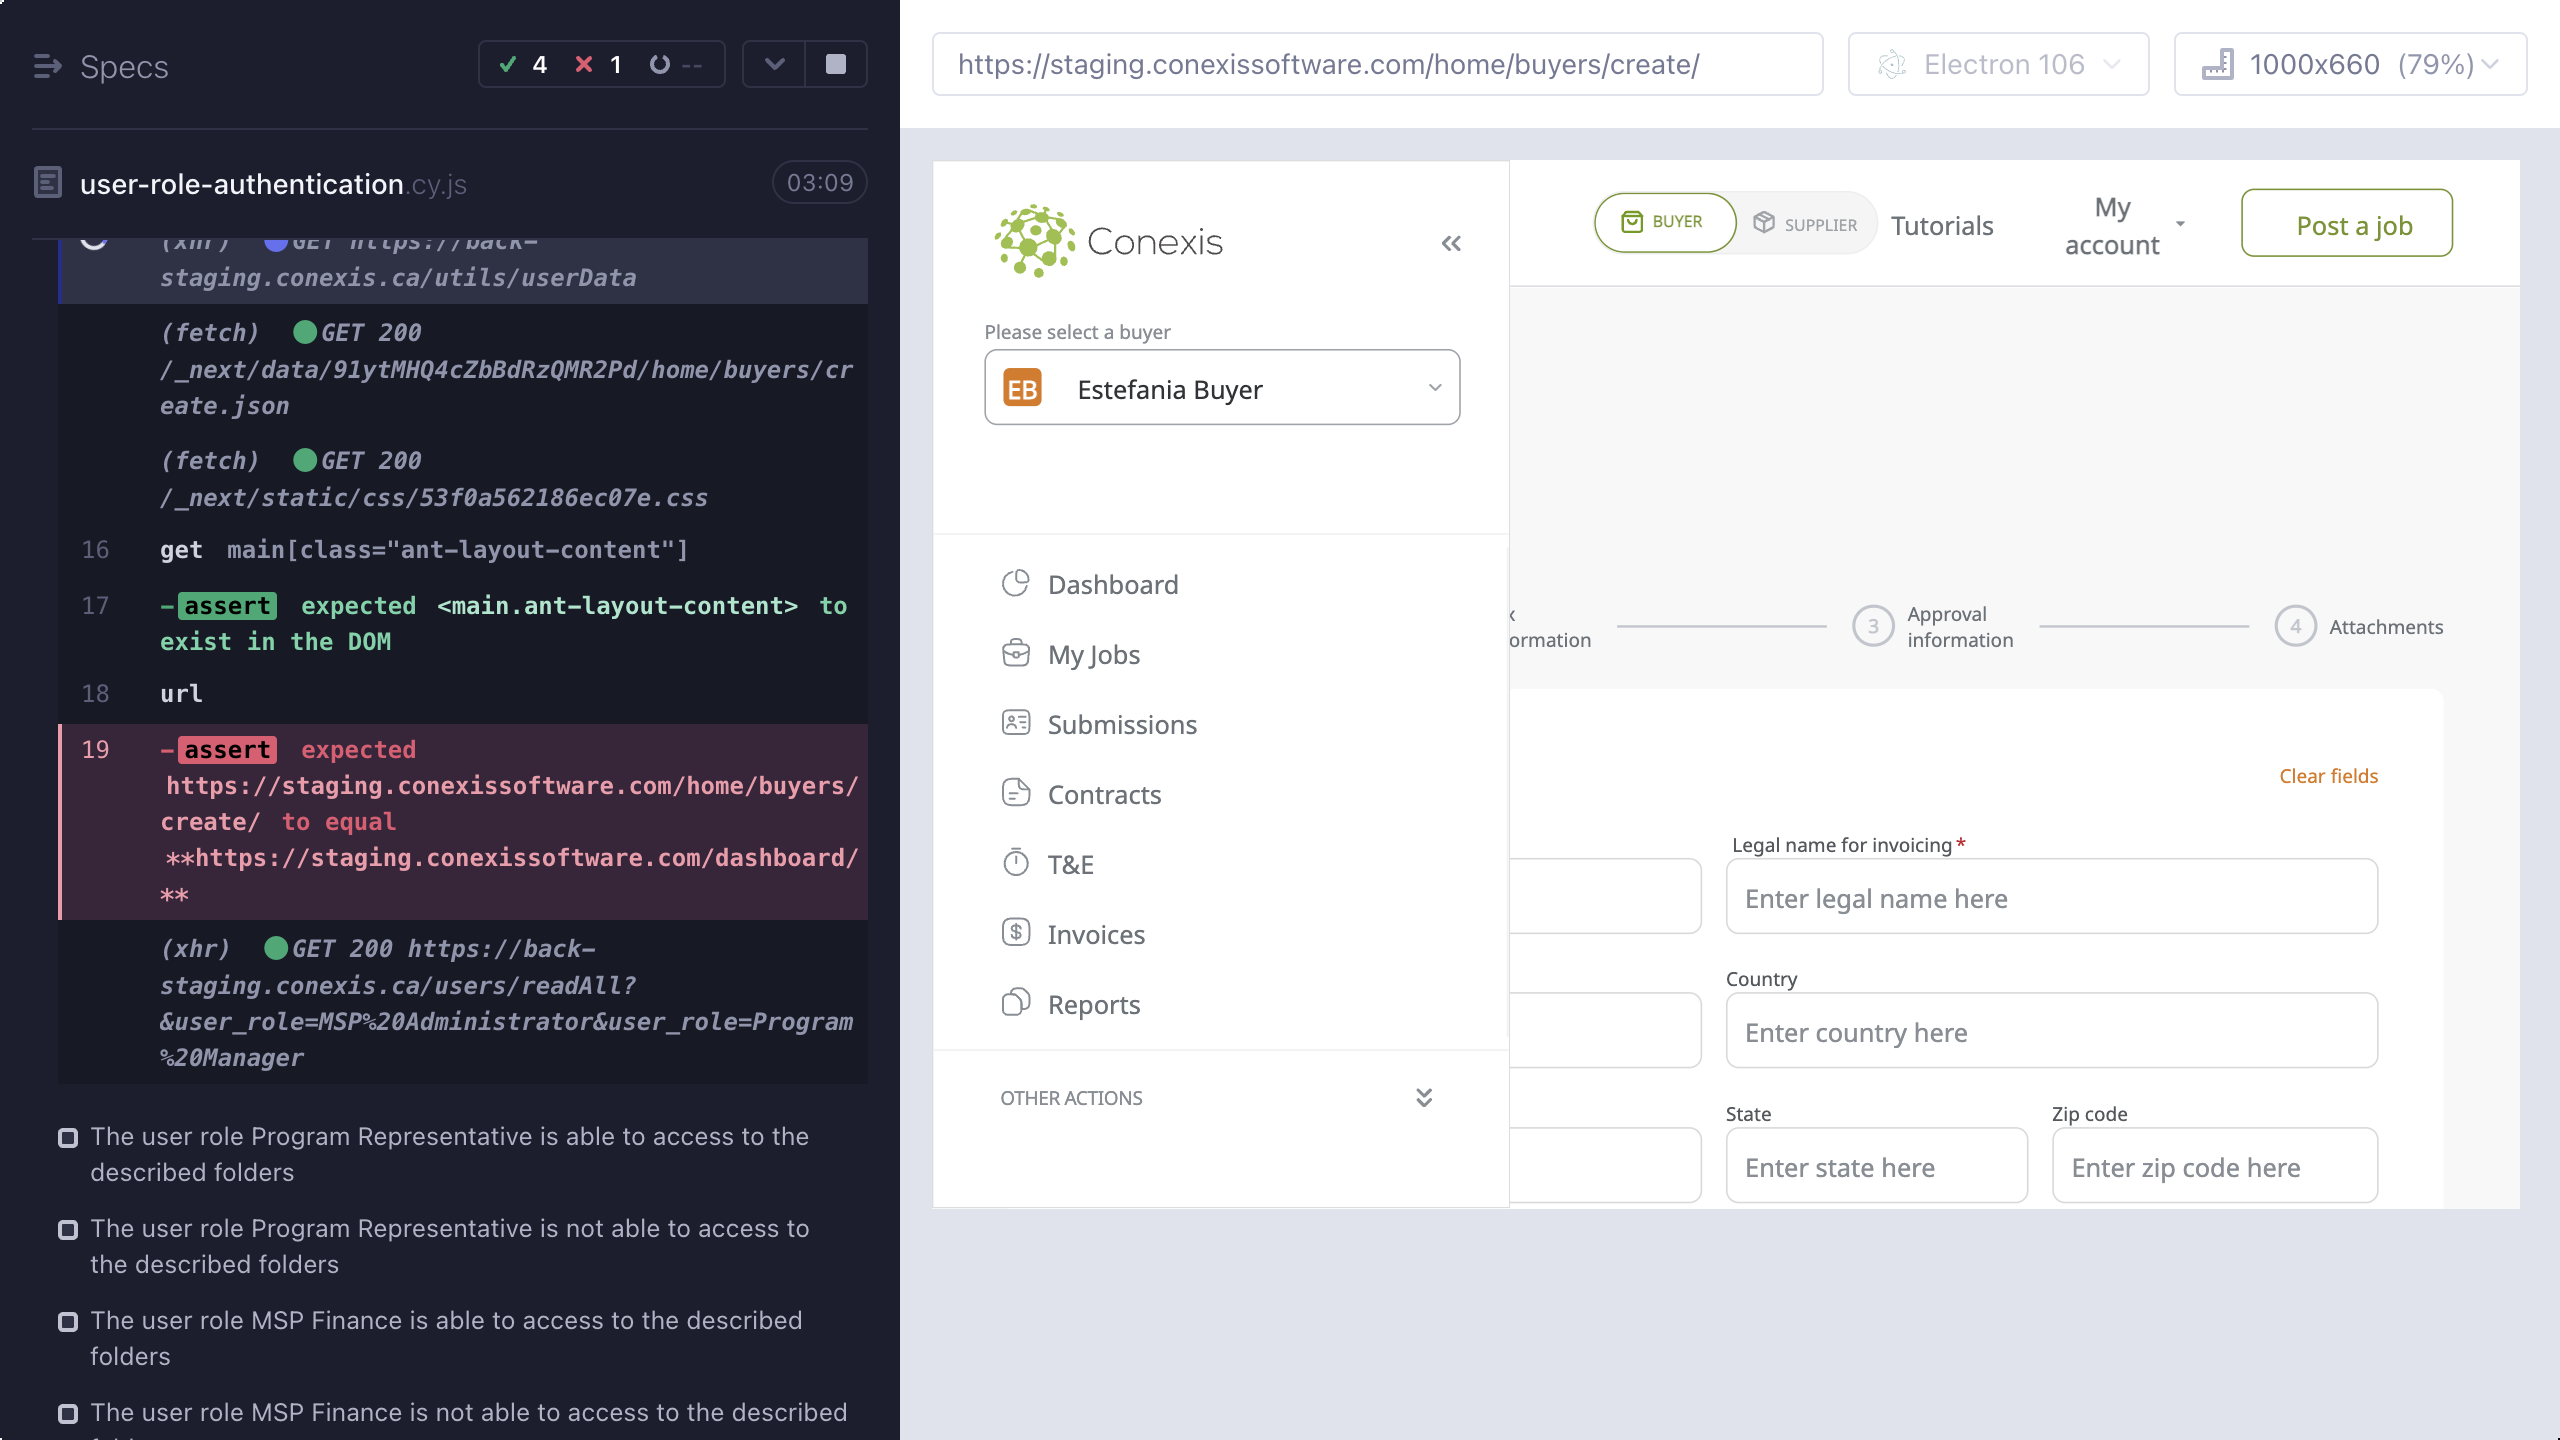 Specs
4 1 --
user-role-authentication.cy.js 03:09
(xhr) GET https://back-
staging.conexis.ca/utils/userData
(fetch) GET 200
/_next/data/91ytMHQ4cZbBdRzQMR2Pd/home/buyers/cr
eate.json
(fetch) GET 200
/_next/static/css/53f0a562186ec07e.css
16 get main[class="ant-layout-content"]
17 -assert expected <main.ant-layout-content> to
exist in the DOM
18 url
19 -assert expected
https://staging.conexissoftware.com/home/buyers/
create/ to equal
**https://staging.conexissoftware.com/dashboard/
**
(xhr) GET 200 https://back-
staging.conexis.ca/users/readAll?
&user_role=MSP%20Administrator&user_role=Program
%20Manager
The user role Program Representative is able to access to the
described folders
The user role Program Representative is not able to access to
the described folders
The user role MSP Finance is able to access to the described
folders
The user role MSP Finance is not able to access to the described
https://staging.conexissoftware.com/home/buyers/create/
Electron 106
1000x660 (79%)
Conexis
Please select a buyer
EB Estefania Buyer
Dashboard
My Jobs
Submissions
Contracts
T&E
Invoices
Reports
OTHER ACTIONS
BUYER
SUPPLIER
Tutorials
My
account
Post a job
ormation
3 Approval
information
4 Attachments
Clear fields
Legal name for invoicing*
Enter legal name here
Country
Enter country here
State
Enter state here
Zip code
Enter zip code here